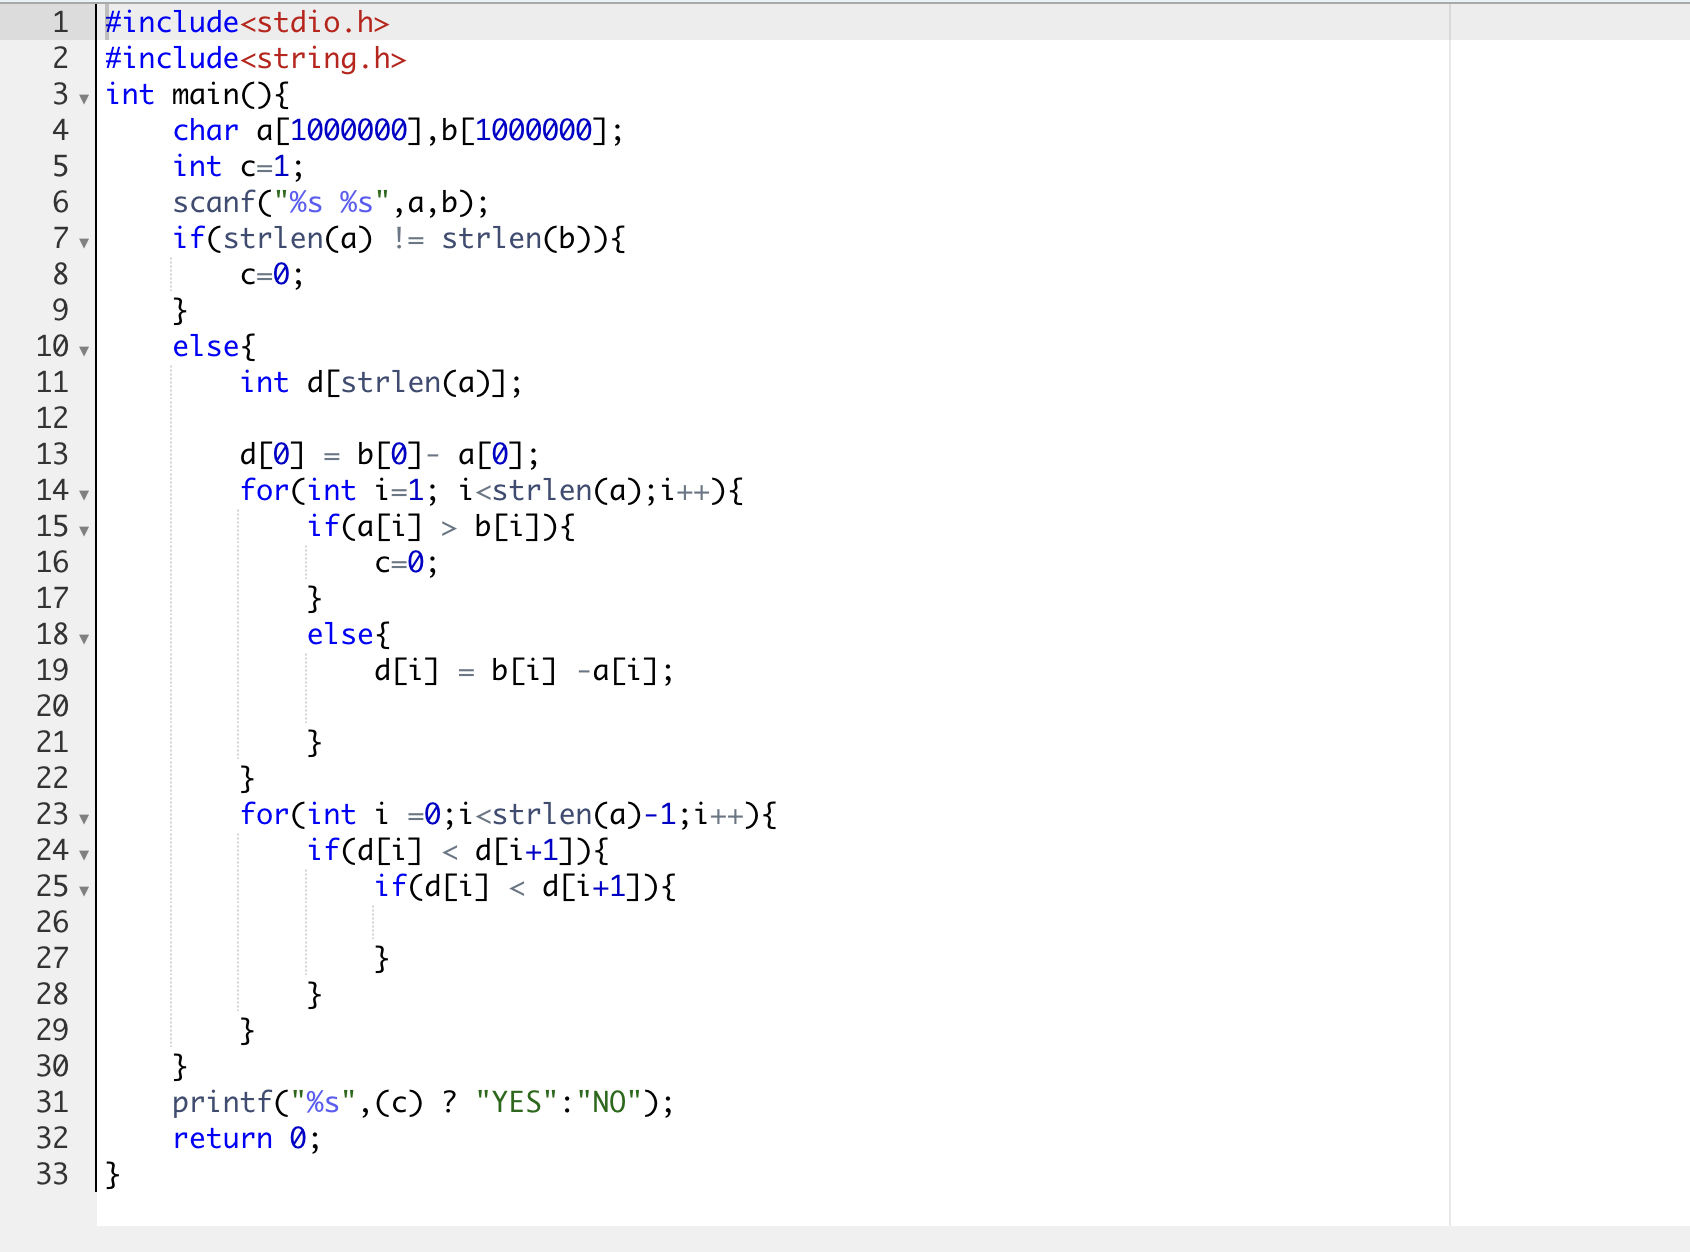 1 #include<stdio.h>
2 #include<string.h>
3 int main(){
4     char a[1000000],b[1000000];
5     int c=1;
6     scanf("%s %s",a,b);
7     if(strlen(a) != strlen(b)){
8         c=0;
9     }
10     else{
11         int d[strlen(a)];
12
13         d[0] = b[0]- a[0];
14         for(int i=1; i<strlen(a);i++){
15             if(a[i] > b[i]){
16                 c=0;
17             }
18             else{
19                 d[i] = b[i] -a[i];
20
21             }
22         }
23         for(int i =0;i<strlen(a)-1;i++){
24             if(d[i] < d[i+1]){
25                 if(d[i] < d[i+1]){
26
27                 }
28             }
29         }
30     }
31     printf("%s",(c) ? "YES":"NO");
32     return 0;
33 }